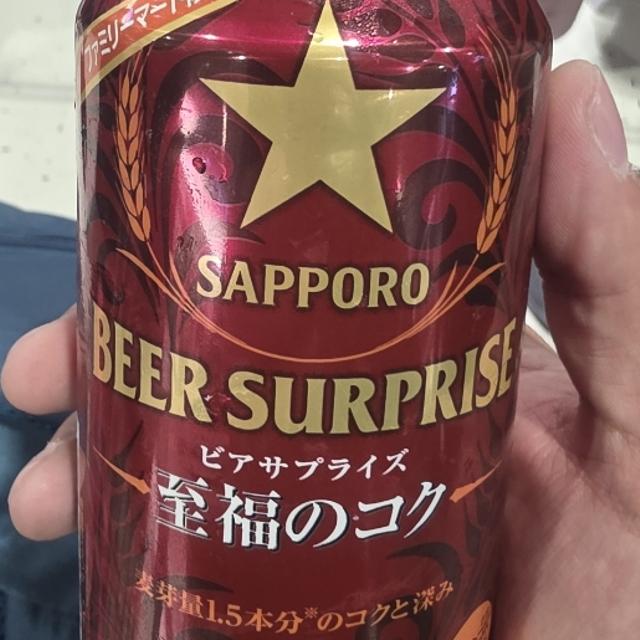 ファミリーマート
SAPPORO
BEER SURPRISE
ビアサプライズ
至福のコク
麦芽量1.5本分※のコクと深み